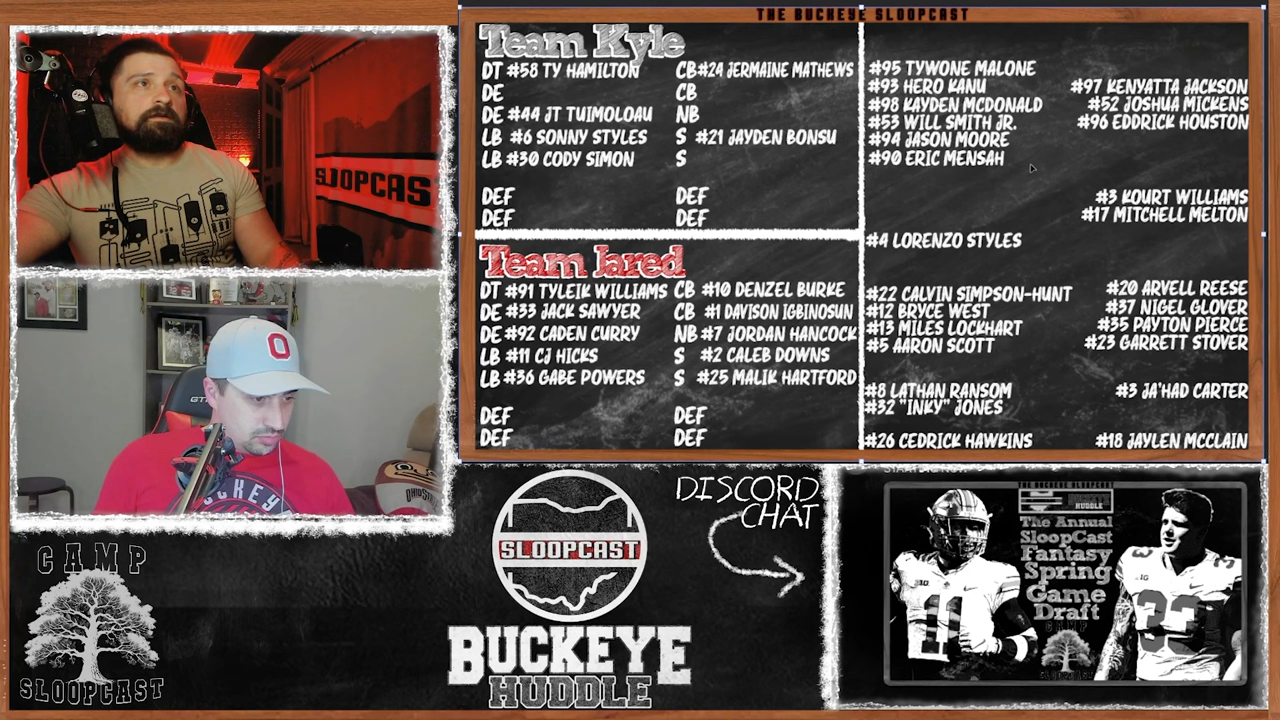 THE BUCKEYE SLOOPCAST
Team Kyle
DT #58 TY HAMILTON
DE
DE #44 JT TUIMOLOAU
LB #6 SONNY STYLES
LB #30 CODY SIMON
DEF
DEF
CB #24 JERMAINE MATHEWS
CB
NB
S #21 JAYDEN BONSU
S
DEF
DEF
Team Jared
DT #91 TYLEIK WILLIAMS
DE #33 JACK SAWYER
DE #92 CADEN CURRY
LB #11 CJ HICKS
LB #36 GABE POWERS
DEF
DEF
CB #10 DENZEL BURKE
CB #1 DAVISON IGBINOSUN
NB #7 JORDAN HANCOCK
S #2 CALEB DOWNS
S #25 MALIK HARTFORD
DEF
DEF
#95 TYWONE MALONE
#93 HERO KANU
#98 KAYDEN MCDONALD
#53 WILL SMITH JR.
#94 JASON MOORE
#90 ERIC MENSAH
#97 KENYATTA JACKSON
#52 JOSHUA MICKENS
#96 EDDRICK HOUSTON
#3 KOURT WILLIAMS
#17 MITCHELL MELTON
#4 LORENZO STYLES
#22 CALVIN SIMPSON-HUNT
#12 BRYCE WEST
#13 MILES LOCKHART
#5 AARON SCOTT
#20 ARVELL REESE
#37 NIGEL GLOVER
#35 PAYTON PIERCE
#23 GARRETT STOVER
#8 LATHAN RANSOM
#32 "INKY" JONES
#3 JA'HAD CARTER
#26 CEDRICK HAWKINS
#18 JAYLEN MCCLAIN
SLOOPCAST
O
CAMP
SLOOPCAST
SLOOPCAST
BUCKEYE
HUDDLE
DISCORD
CHAT
The Annual
SloopCast
Fantasy
Spring
Game
Draft
CAMP
11
33